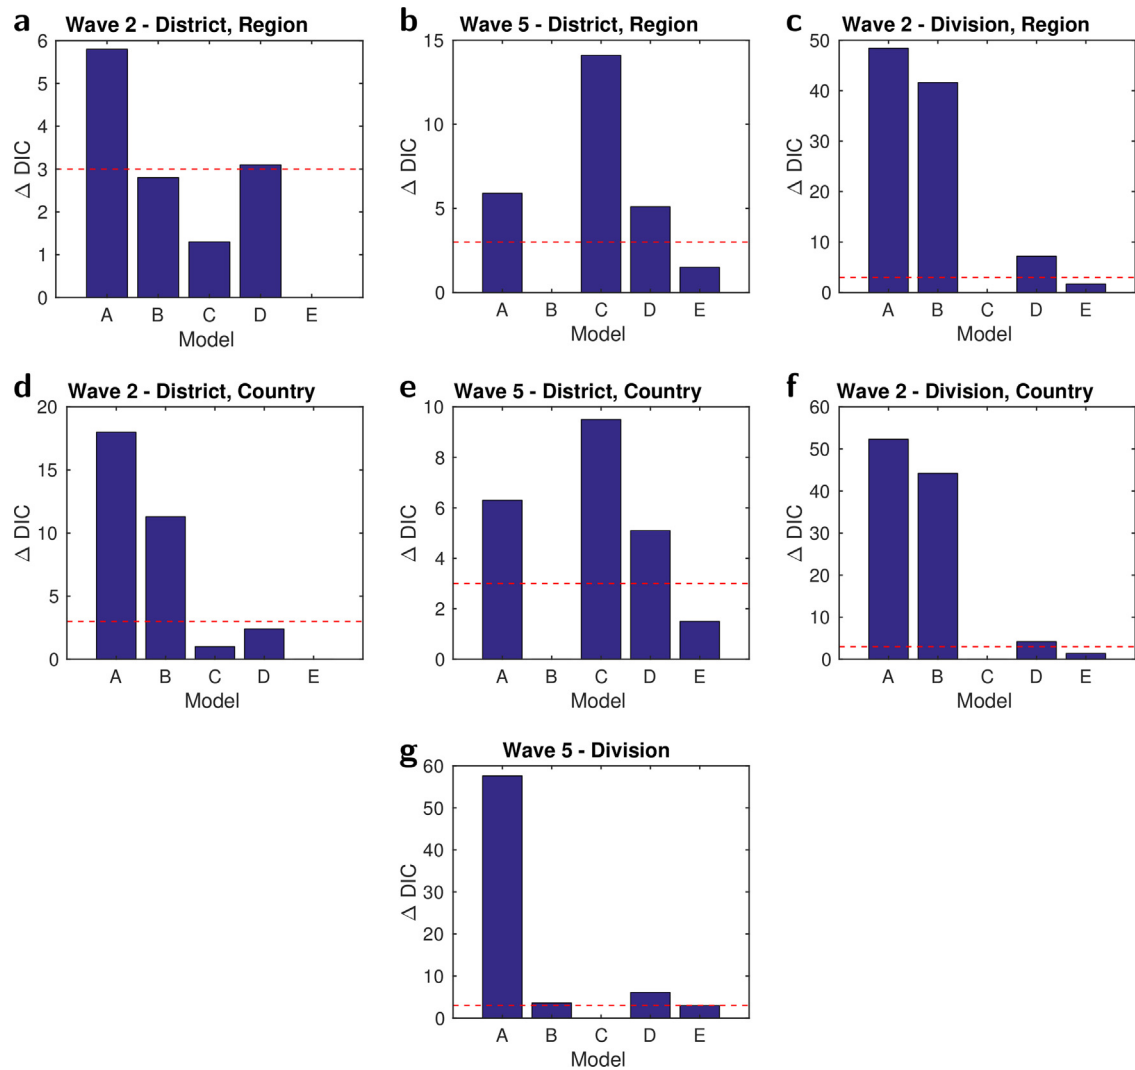 a Wave 2 - District, Region
6
5
4
3
2
1
0
Δ DIC
A B C D E
Model
b Wave 5 - District, Region
15
10
5
0
Δ DIC
A B C D E
Model
c Wave 2 - Division, Region
50
40
30
20
10
0
Δ DIC
A B C D E
Model
d Wave 2 - District, Country
20
15
10
5
0
Δ DIC
A B C D E
Model
e Wave 5 - District, Country
10
8
6
4
2
0
Δ DIC
A B C D E
Model
f Wave 2 - Division, Country
60
50
40
30
20
10
0
Δ DIC
A B C D E
Model
g Wave 5 - Division
60
50
40
30
20
10
0
Δ DIC
A B C D E
Model